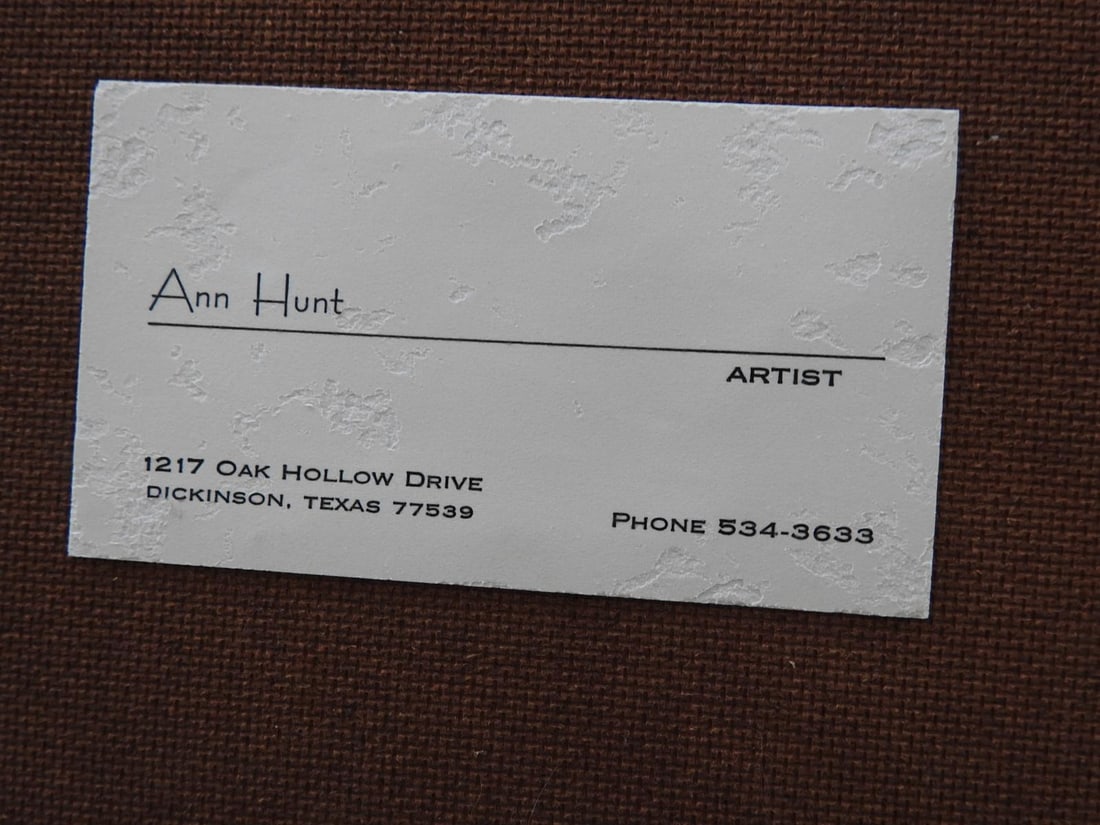 Ann Hunt
ARTIST
1217 Oak Hollow Drive
DICKINSON, TEXAS 77539
Phone 534-3633